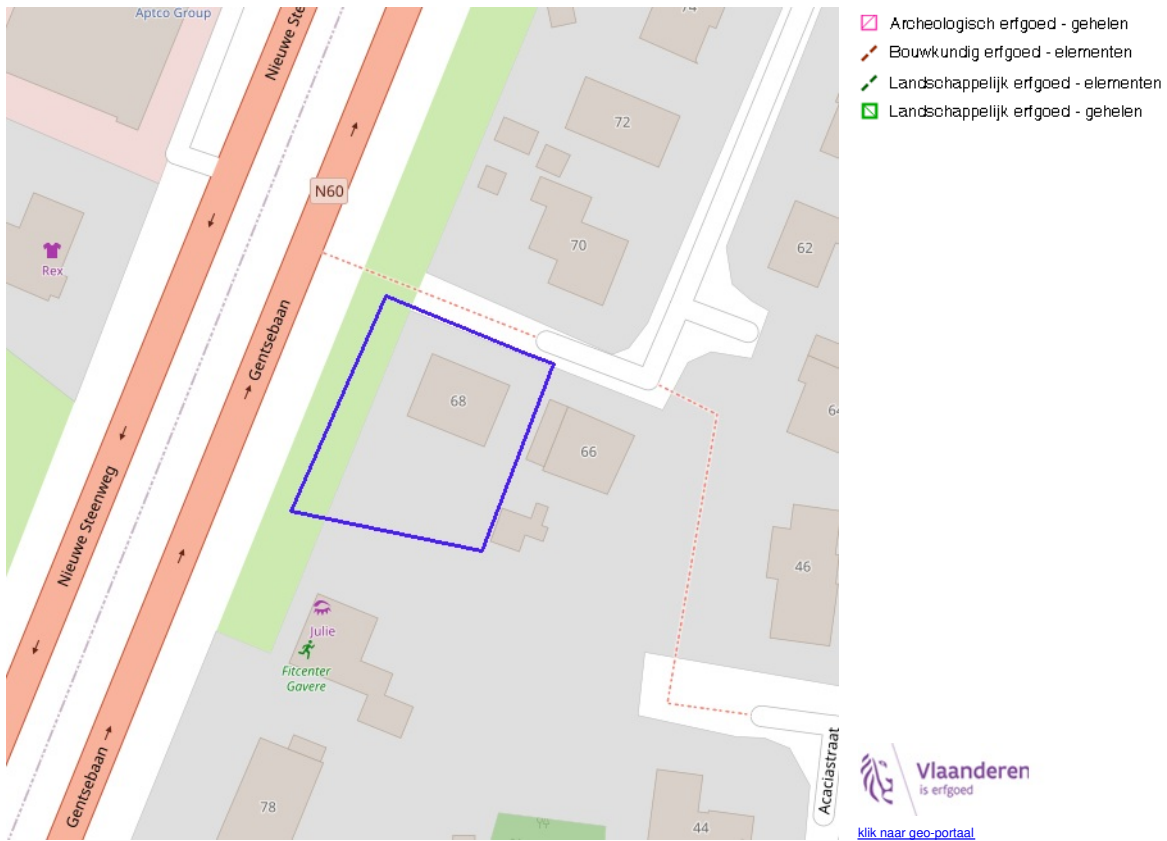 Aptco Group
Nieuwe Ste
74
72
N60
70
62
Rex
Gentsebaan
68
64
66
Nieuwe Steenweg
46
Julie
Fitcenter
Gavere
Gentsebaan
78
44
Acaciastraat
Archeologisch erfgoed - gehelen
Bouwkundig erfgoed - elementen
Landschappelijk erfgoed - elementen
Landschappelijk erfgoed - gehelen
Vlaanderen
is erfgoed
klik naar geo-portaal